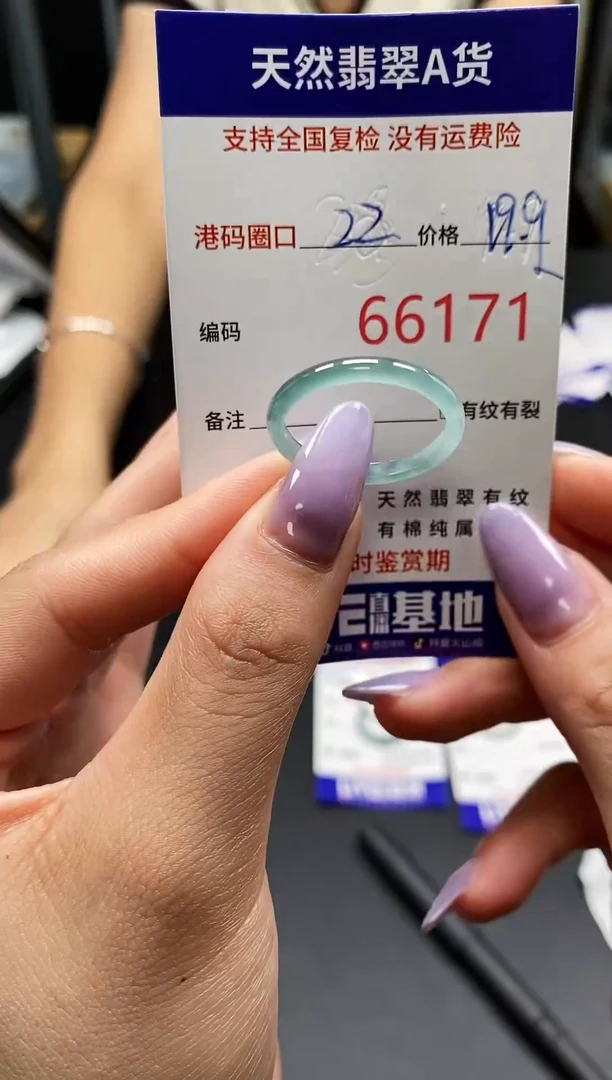 天然翡翠A货
支持全国复检 没有运费险
港码圈口 22 价格 199
编码 66171
备注 有纹有裂
天然翡翠有纹
有棉纯属
时鉴赏期
直播基地